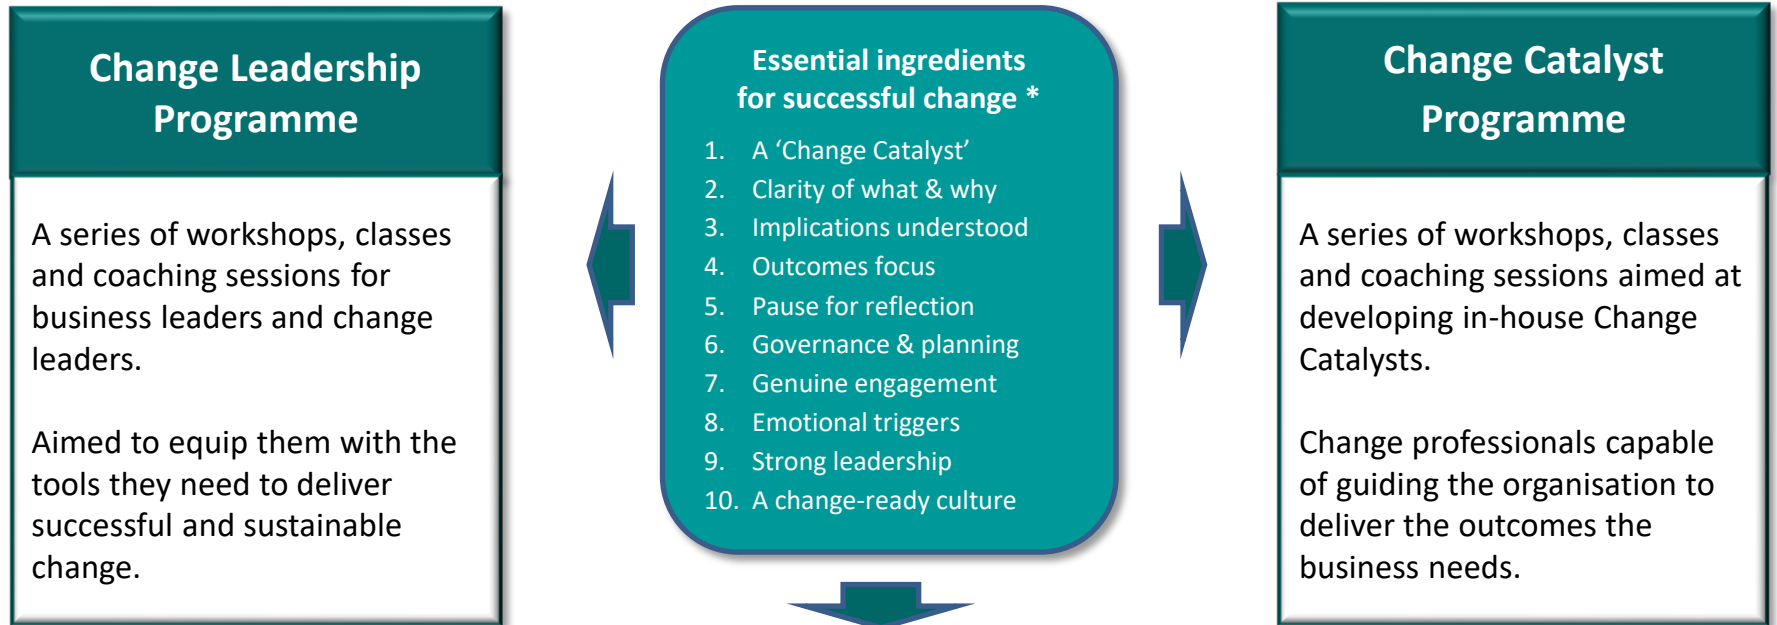 Change Leadership
Programme
A series of workshops, classes
and coaching sessions for
business leaders and change
leaders.
Aimed to equip them with the
tools they need to deliver
successful and sustainable
change.
Essential ingredients
for successful change *
1. A ‘Change Catalyst’
2. Clarity of what & why
3. Implications understood
4. Outcomes focus
5. Pause for reflection
6. Governance & planning
7. Genuine engagement
8. Emotional triggers
9. Strong leadership
10. A change-ready culture
Change Catalyst
Programme
A series of workshops, classes
and coaching sessions aimed at
developing in-house Change
Catalysts.
Change professionals capable
of guiding the organisation to
deliver the outcomes the
business needs.